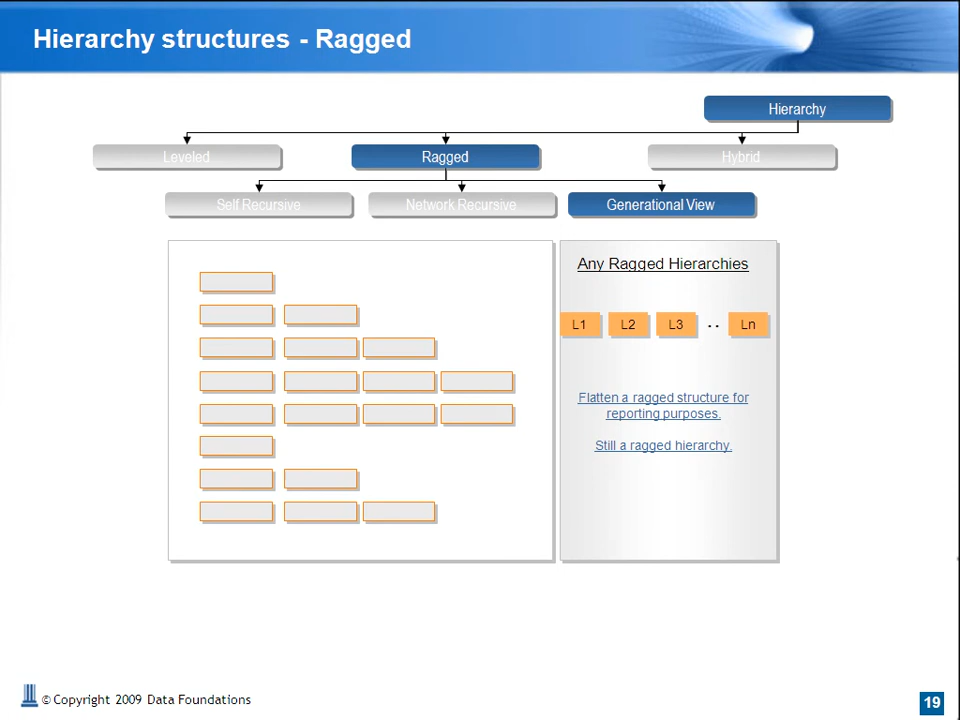 Hierarchy structures - Ragged
Hierarchy
Leveled
Ragged
Hybrid
Self Recursive
Network Recursive
Generational View
Any Ragged Hierarchies
L1
L2
L3
..
Ln
Flatten a ragged structure for
reporting purposes.
Still a ragged hierarchy.
© Copyright 2009 Data Foundations
19